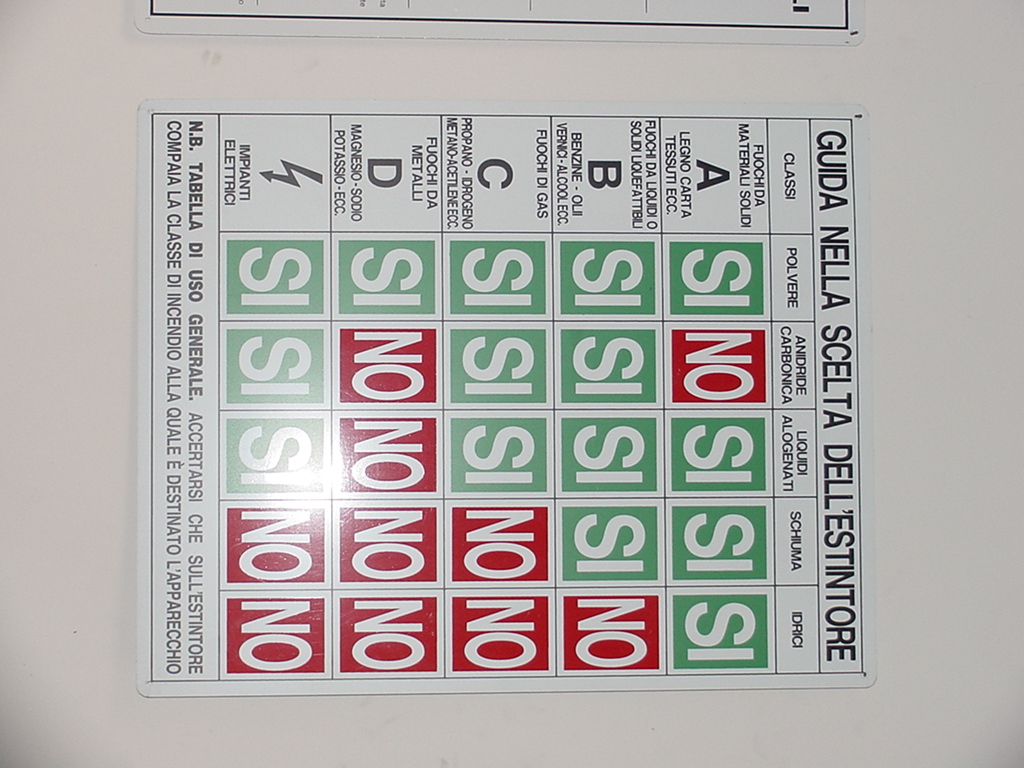 GUIDA NELLA SCELTA DELL'ESTINTORE
CLASSI
POLVERE
ANIDRIDE
CARBONICA
LIQUIDI
ALOGENATI
SCHIUMA
IDRICI
FUOCHI DA
MATERIALI SOLIDI
A
LEGNO CARTA
TESSUTI ECC.
SI
NO
SI
SI
SI
FUOCHI DA LIQUIDI O
SOLIDI LIQUEFATTIBILI
B
BENZINE - OLII
VERNICI - ALCOOL ECC.
SI
SI
SI
SI
NO
FUOCHI DI GAS
C
PROPANO - IDROGENO
METANO-ACETILENE ECC.
SI
SI
SI
NO
NO
FUOCHI DA
METALLI
D
MAGNESIO - SODIO
POTASSIO - ECC.
SI
NO
NO
NO
NO
IMPIANTI
ELETTRICI
SI
SI
SI
NO
NO
N.B. TABELLA DI USO GENERALE. ACCERTARSI CHE SULL'ESTINTORE
COMPAIA LA CLASSE DI INCENDIO ALLA QUALE È DESTINATO L'APPARECCHIO